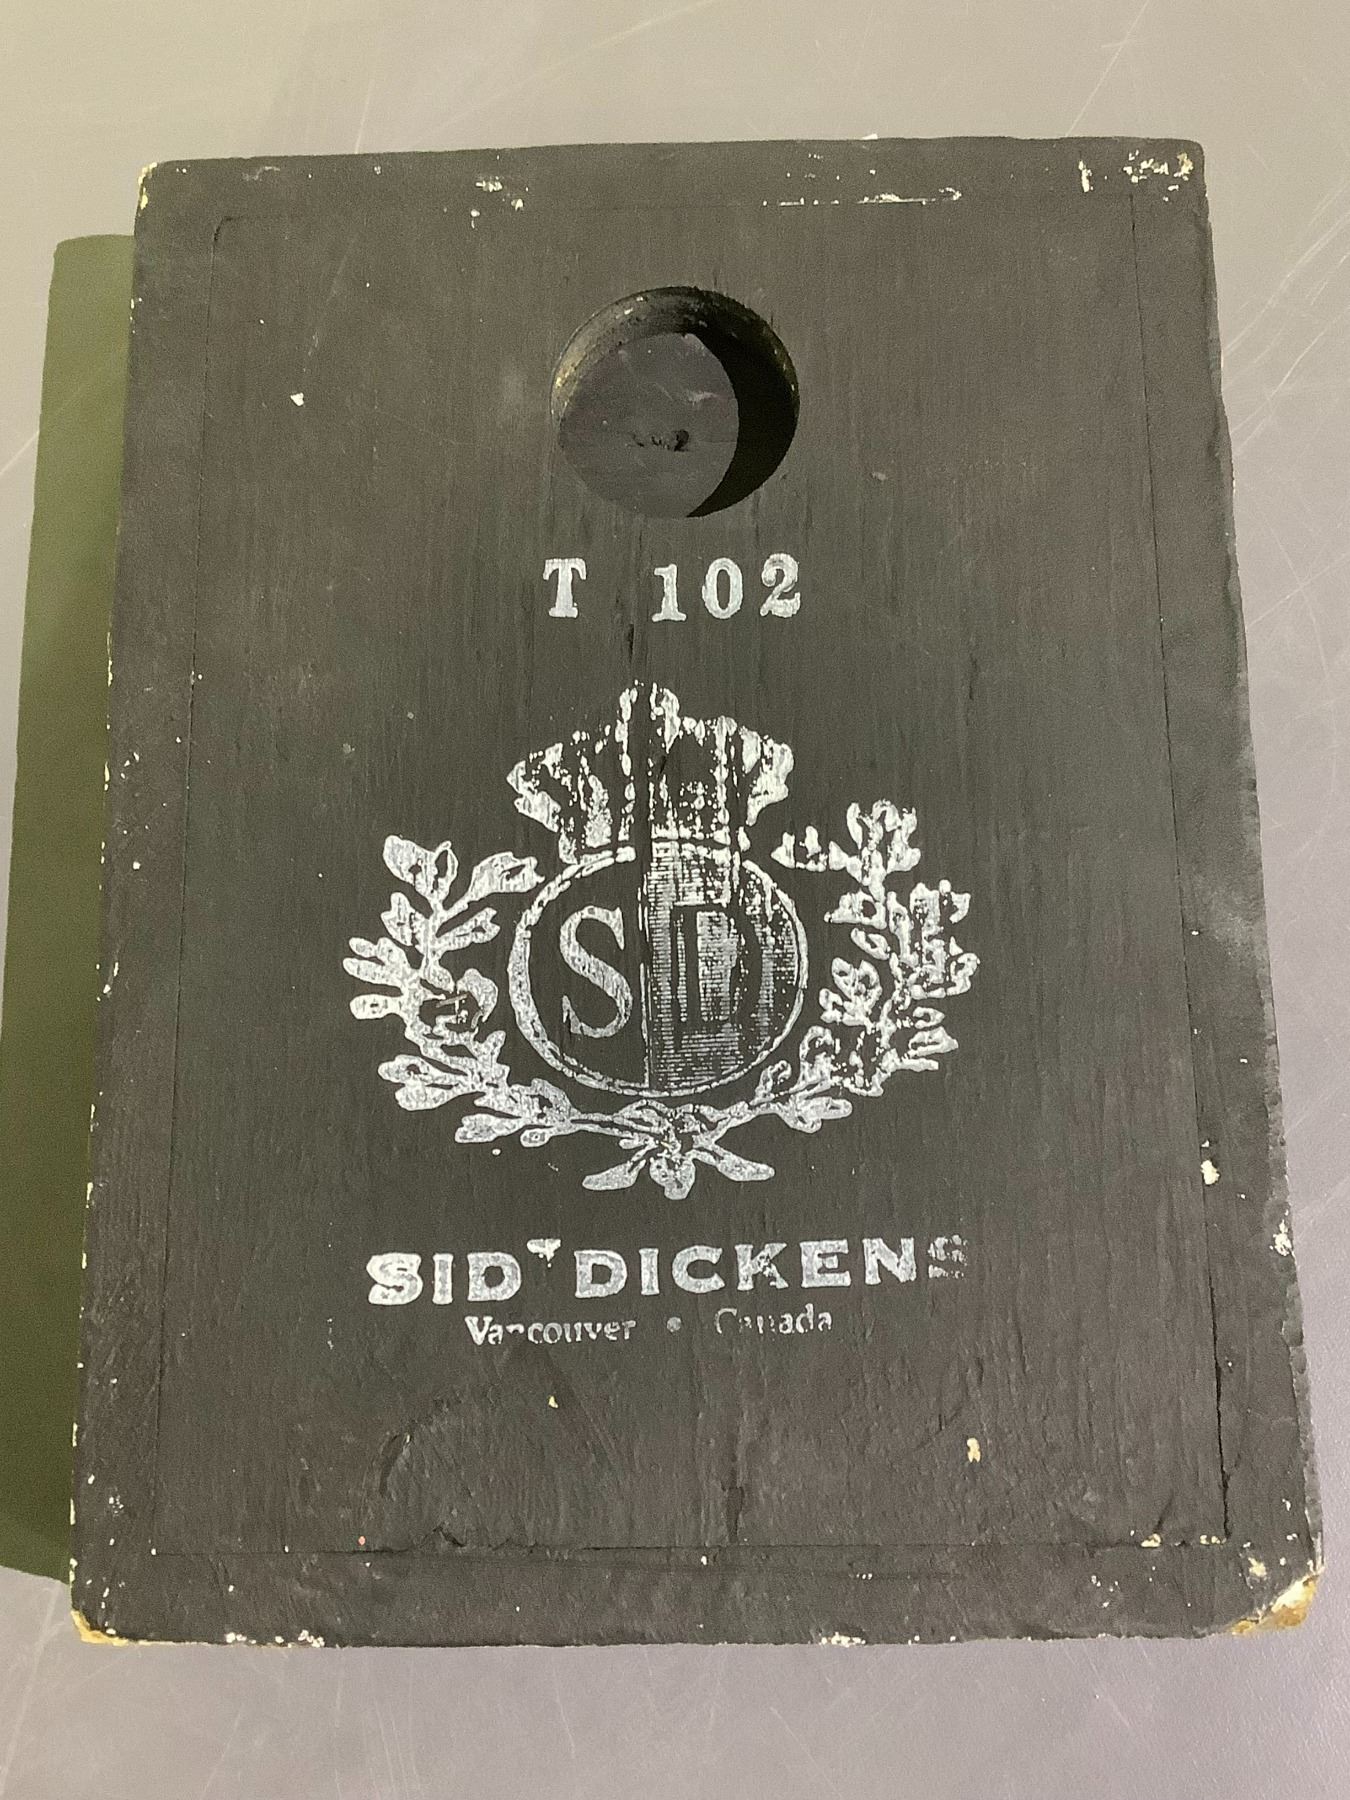 T 102
SD
SID DICKENS
Vancouver • Canada